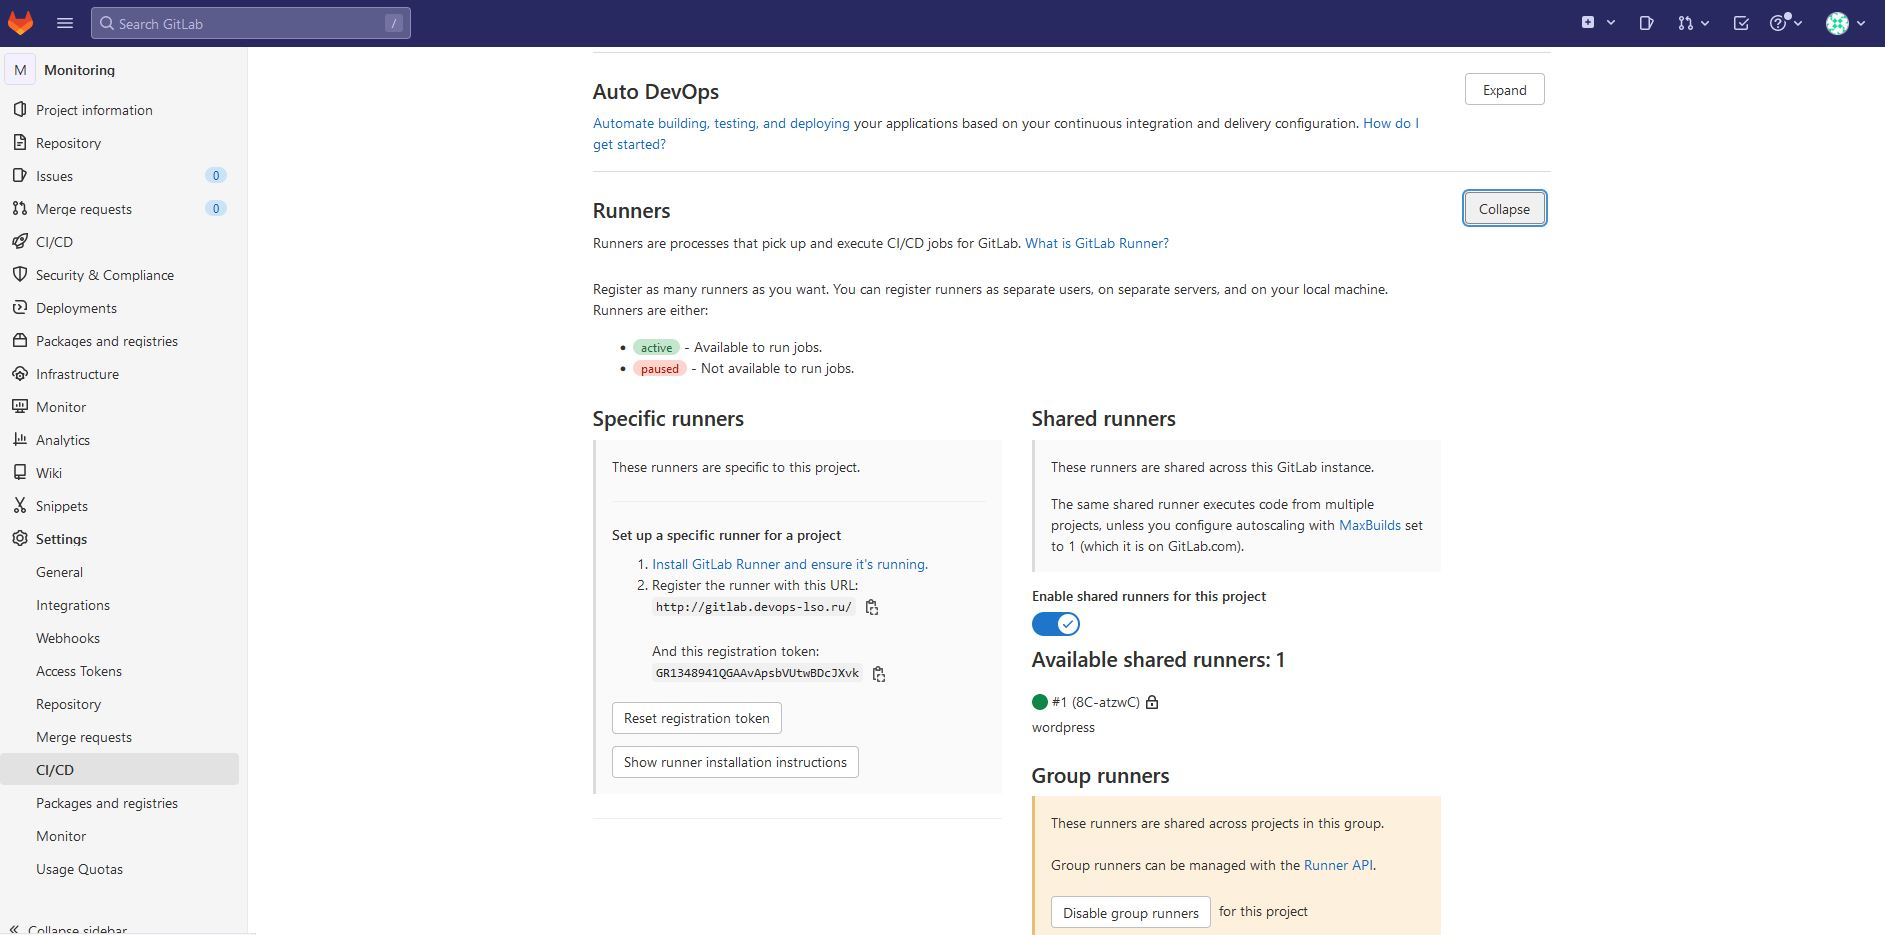 Search GitLab /
M Monitoring
Project information
Repository
Issues 0
Merge requests 0
CI/CD
Security & Compliance
Deployments
Packages and registries
Infrastructure
Monitor
Analytics
Wiki
Snippets
Settings
General
Integrations
Webhooks
Access Tokens
Repository
Merge requests
CI/CD
Packages and registries
Monitor
Usage Quotas
Collapse sidebar
Auto DevOps
Expand
Automate building, testing, and deploying your applications based on your continuous integration and delivery configuration. How do I
get started?
Runners
Collapse
Runners are processes that pick up and execute CI/CD jobs for GitLab. What is GitLab Runner?
Register as many runners as you want. You can register runners as separate users, on separate servers, and on your local machine.
Runners are either:
• active - Available to run jobs.
• paused - Not available to run jobs.
Specific runners
These runners are specific to this project.
Set up a specific runner for a project
1. Install GitLab Runner and ensure it's running.
2. Register the runner with this URL:
http://gitlab.devops-lso.ru/
And this registration token:
GR1348941QGAAvApsbVUtwBDcJXvk
Reset registration token
Show runner installation instructions
Shared runners
These runners are shared across this GitLab instance.
The same shared runner executes code from multiple
projects, unless you configure autoscaling with MaxBuilds set
to 1 (which it is on GitLab.com).
Enable shared runners for this project
Available shared runners: 1
#1 (8C-atzwC)
wordpress
Group runners
These runners are shared across projects in this group.
Group runners can be managed with the Runner API.
Disable group runners for this project